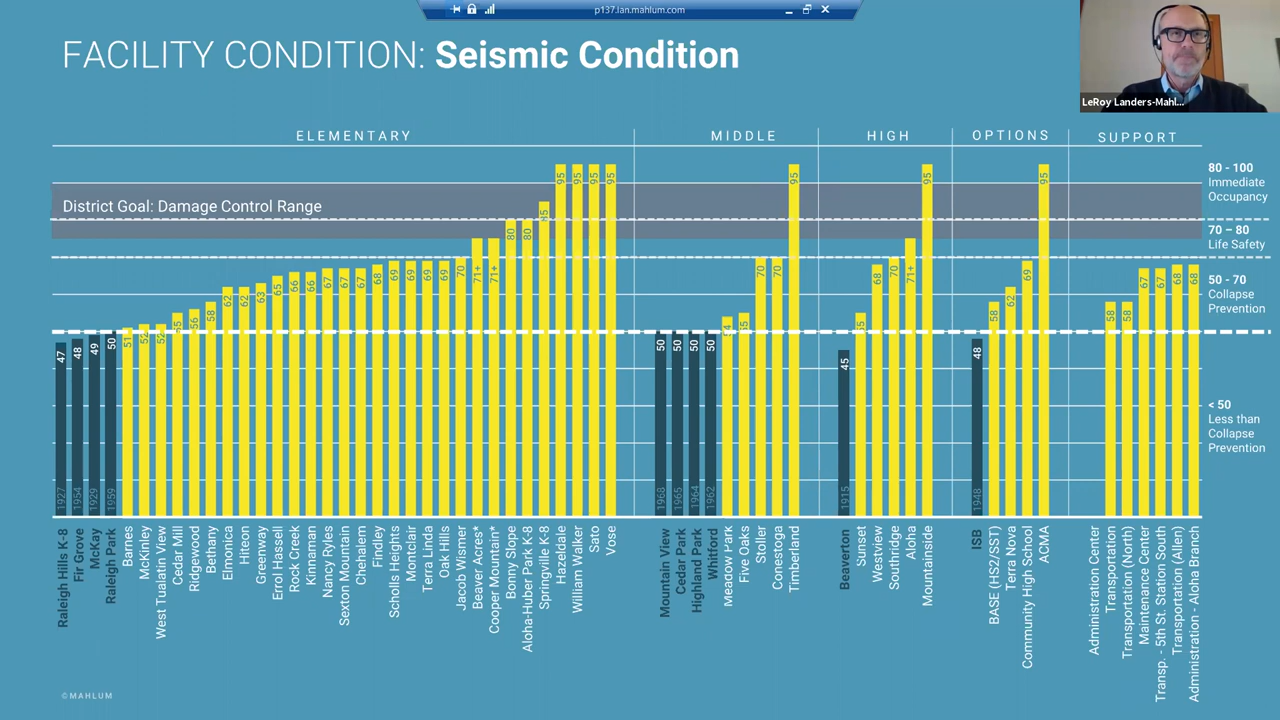 p137.lan.mahlum.com
FACILITY CONDITION: Seismic Condition
LeRoy Landers-Mahl...
ELEMENTARY
MIDDLE
HIGH
OPTIONS
SUPPORT
District Goal: Damage Control Range
80 - 100
Immediate
Occupancy
70 – 80
Life Safety
50 - 70
Collapse
Prevention
< 50
Less than
Collapse
Prevention
47
48
49
50
51
52
52
55
56
58
62
62
63
65
66
66
67
67
67
68
69
69
69
69
70
71+
71+
80
80
85
95
95
95
95
50
50
50
50
54
55
70
70
95
45
55
68
70
71+
95
48
58
62
69
95
58
58
67
67
68
68
1927
1954
1929
1959
1968
1965
1964
1962
1915
1948
Raleigh Hills K-8
Fir Grove
McKay
Raleigh Park
Barnes
McKinley
West Tualatin View
Cedar Mill
Ridgewood
Bethany
Elmonica
Hiteon
Greenway
Errol Hassell
Rock Creek
Kinnaman
Nancy Ryles
Sexton Mountain
Chehalem
Findley
Scholls Heights
Montclair
Terra Linda
Oak Hills
Jacob Wismer
Beaver Acres*
Cooper Mountain*
Bonny Slope
Aloha-Huber Park K-8
Springville K-8
Hazeldale
William Walker
Sato
Vose
Mountain View
Cedar Park
Highland Park
Whitford
Meadow Park
Five Oaks
Stoller
Conestoga
Timberland
Beaverton
Sunset
Westview
Southridge
Aloha
Mountainside
ISB
BASE (HS2/SST)
Terra Nova
Community High School
ACMA
Administration Center
Transportation
Transportation (North)
Maintenance Center
Transp. - 5th St. Station South
Transportation (Allen)
Administration - Aloha Branch
©MAHLUM